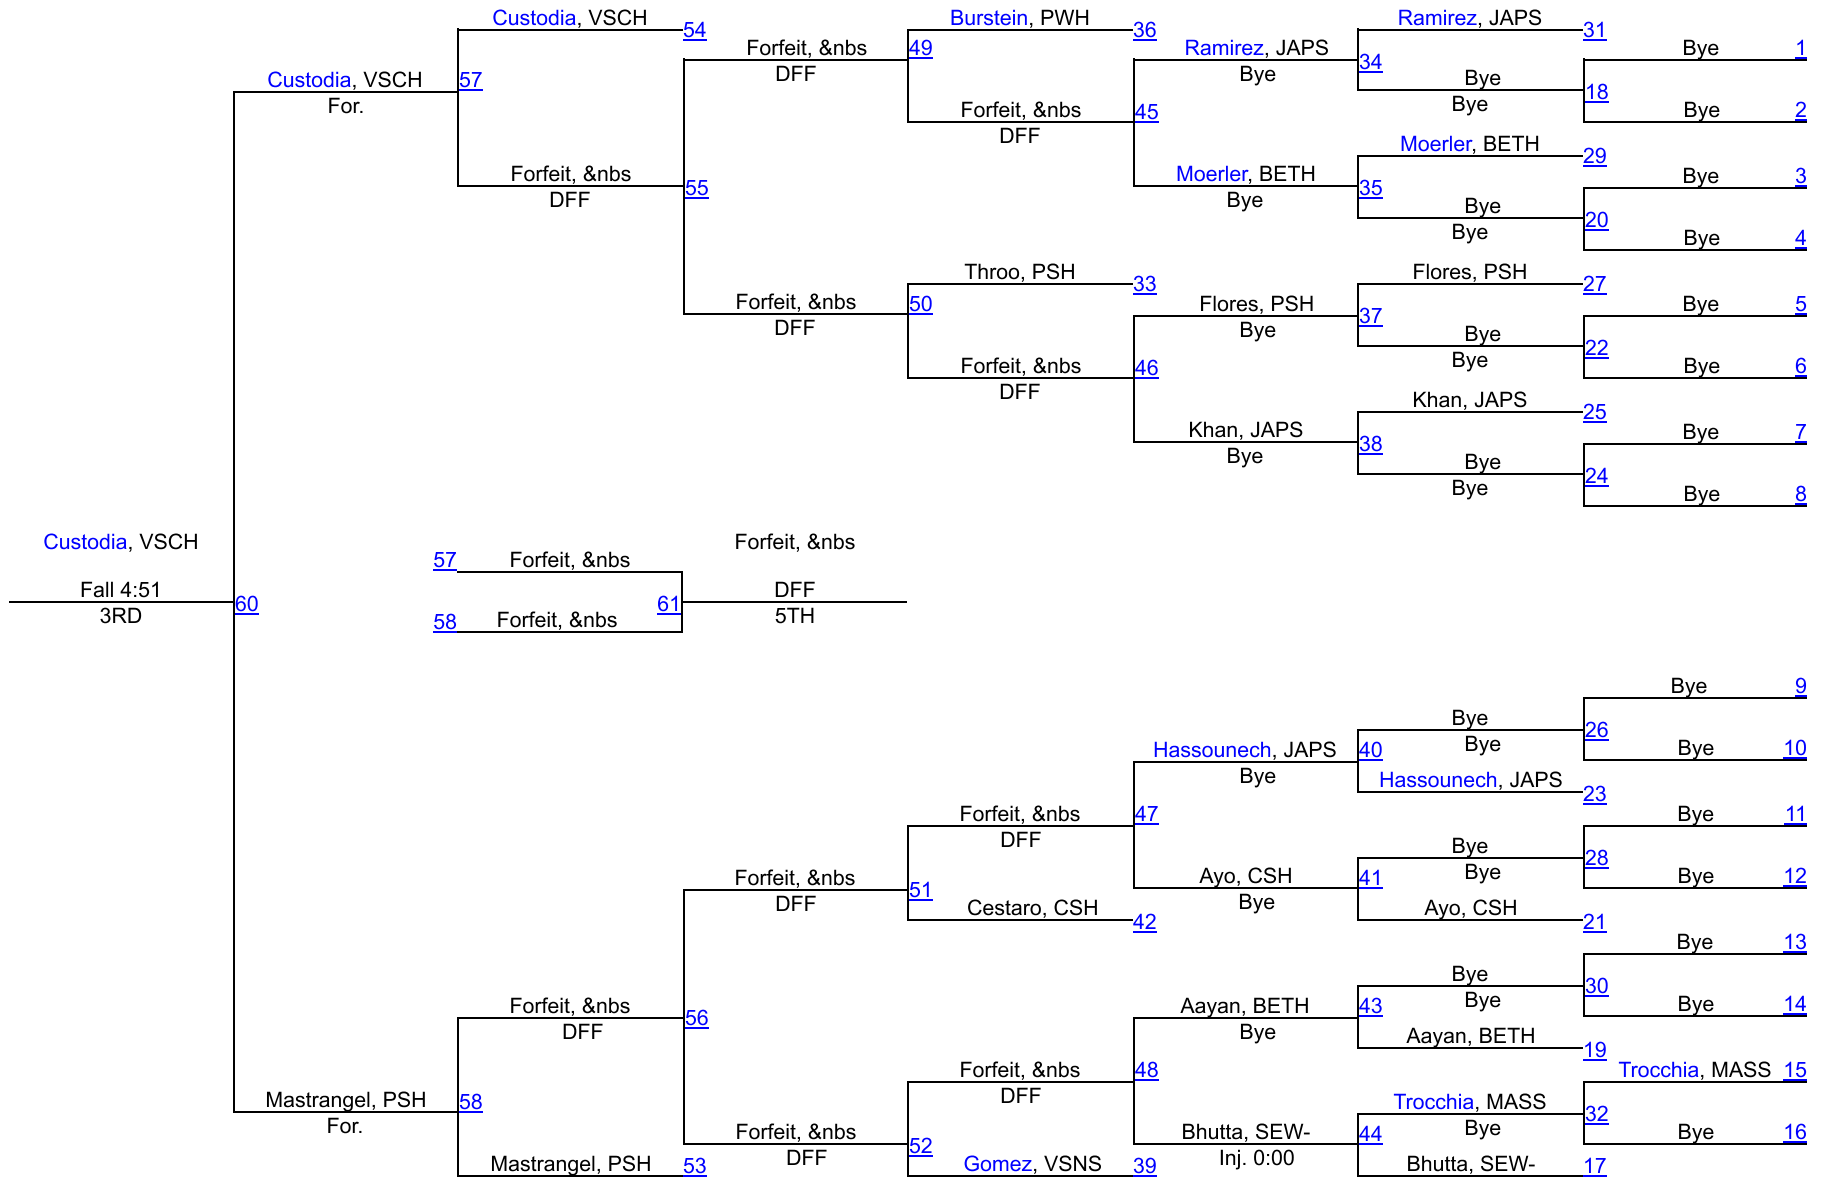 Custodia, VSCH 54
Burstein, PWH 36
Ramirez, JAPS 31
Forfeit, &nbs 49
DFF
Ramirez, JAPS 34
Bye
Bye 1
Custodia, VSCH 57
For.
Bye 18
Bye
Forfeit, &nbs 45
DFF
Bye 2
Moerler, BETH 29
Forfeit, &nbs 55
DFF
Moerler, BETH 35
Bye
Bye 3
Bye 20
Bye
Bye 4
Throo, PSH 33
Flores, PSH 27
Forfeit, &nbs 50
DFF
Flores, PSH 37
Bye
Bye 5
Bye 22
Bye
Forfeit, &nbs 46
DFF
Bye 6
Khan, JAPS 25
Khan, JAPS 38
Bye
Bye 7
Bye 24
Bye
Bye 8
Custodia, VSCH
Fall 4:51 60
3RD
57 Forfeit, &nbs
58 Forfeit, &nbs 61
Forfeit, &nbs
DFF
5TH
Bye 9
Bye 26
Bye
Hassounech, JAPS 40
Bye
Bye 10
Hassounech, JAPS 23
Forfeit, &nbs 47
DFF
Bye 11
Bye 28
Bye
Forfeit, &nbs 51
DFF
Ayo, CSH 41
Bye
Bye 12
Cestaro, CSH 42
Ayo, CSH 21
Bye 13
Bye 30
Bye
Forfeit, &nbs 56
DFF
Aayan, BETH 43
Bye
Bye 14
Aayan, BETH 19
Forfeit, &nbs 48
DFF
Trocchia, MASS 15
Mastrangel, PSH 58
For.
Trocchia, MASS 32
Bye
Forfeit, &nbs 52
DFF
Bhutta, SEW- 44
Inj. 0:00
Bye 16
Mastrangel, PSH 53
Gomez, VSNS 39
Bhutta, SEW- 17